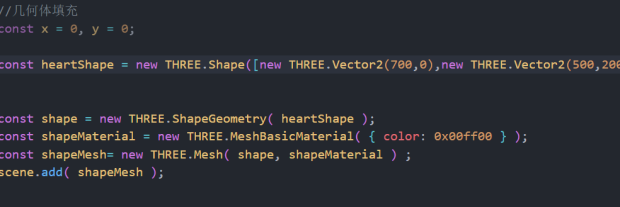 //几何体填充
const x = 0, y = 0;
const heartShape = new THREE.Shape([new THREE.Vector2(700,0),new THREE.Vector2(500,200
const shape = new THREE.ShapeGeometry( heartShape );
const shapeMaterial = new THREE.MeshBasicMaterial( { color: 0x00ff00 } );
const shapeMesh= new THREE.Mesh( shape, shapeMaterial ) ;
scene.add( shapeMesh );